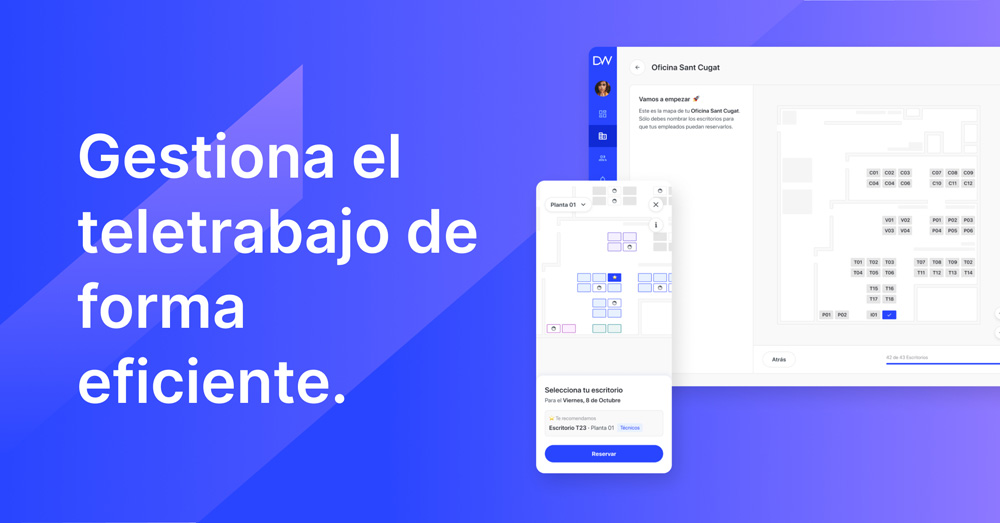 Gestiona el
teletrabajo de
forma
eficiente.
DW
Oficina Sant Cugat
Vamos a empezar 🚀
Este es la mapa de tu Oficina Sant Cugat.
Sólo debes nombrar los escritorios para
que tus empleados puedan reservarlos.
C01 C02 C03 C07 C08 C09
C04 C04 C06 C10 C11 C12
V01 V02 P01 P02 P03
V03 V04 P04 P05 P06
T01 T02 T03 T07 T08 T09 T02
T04 T05 T06 T11 T12 T13 T14
T15 T16
T17 T18
P01 P02 I01
Atrás
42 de 43 Escritorios
Planta 01
i
Selecciona tu escritorio
Para el Viernes, 8 de Octubre
Te recomendamos
Escritorio T23 · Planta 01 Técnicos
Reservar